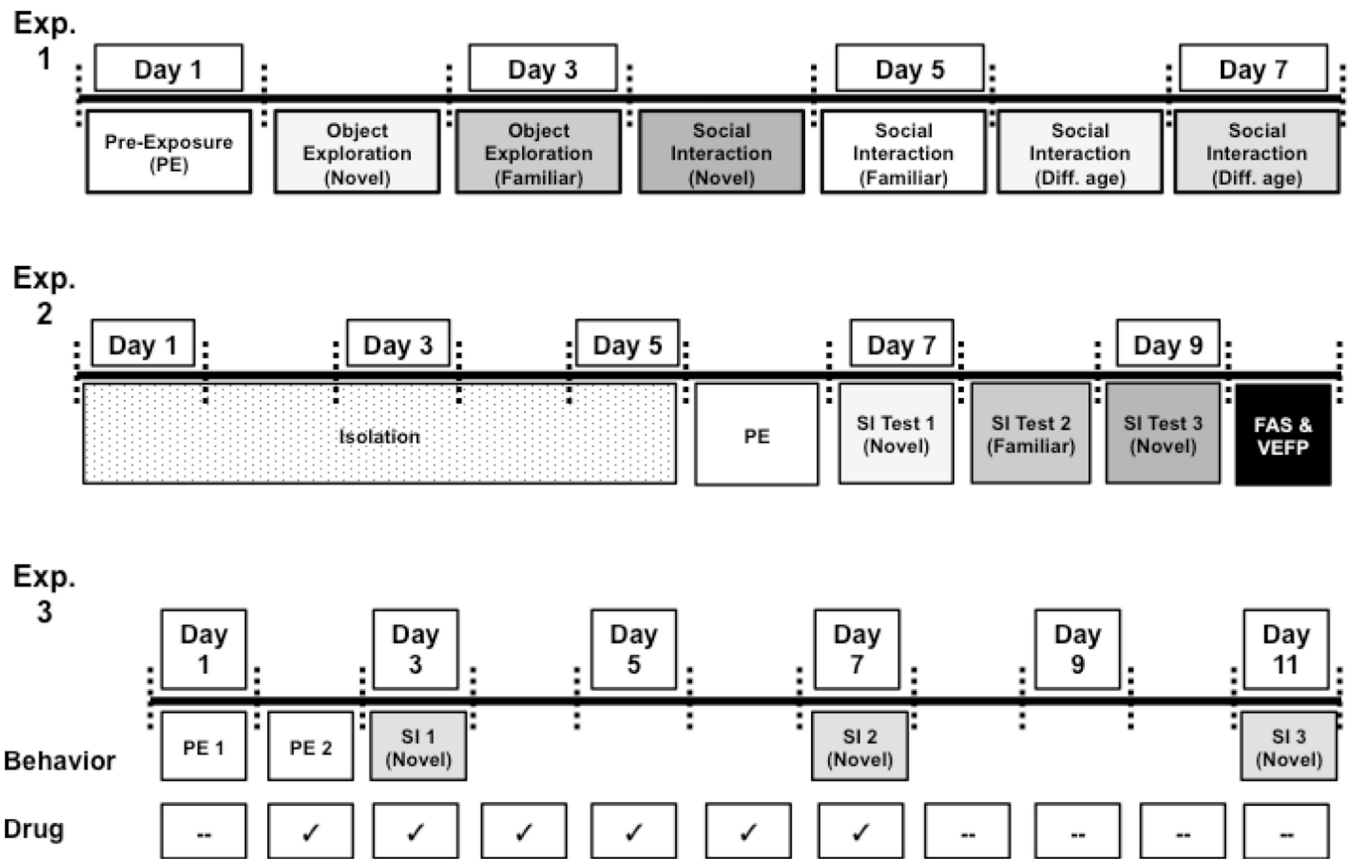 Exp.
1
Day 1
Day 3
Day 5
Day 7
Pre-Exposure
(PE)
Object
Exploration
(Novel)
Object
Exploration
(Familiar)
Social
Interaction
(Novel)
Social
Interaction
(Familiar)
Social
Interaction
(Diff. age)
Social
Interaction
(Diff. age)
Exp.
2
Day 1
Day 3
Day 5
Day 7
Day 9
Isolation
PE
SI Test 1
(Novel)
SI Test 2
(Familiar)
SI Test 3
(Novel)
FAS &
VEFP
Exp.
3
Day
1
Day
3
Day
5
Day
7
Day
9
Day
11
Behavior
PE 1
PE 2
SI 1
(Novel)
SI 2
(Novel)
SI 3
(Novel)
Drug
-- ✓ ✓ ✓ ✓ ✓ ✓ -- -- -- --